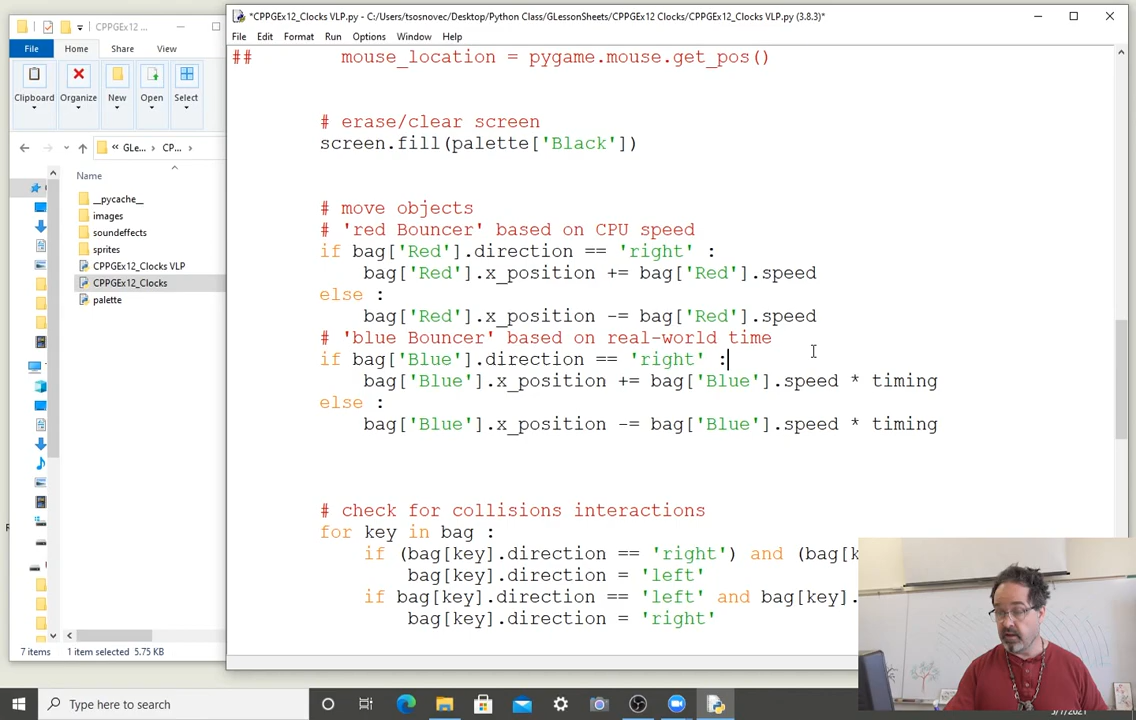 CPPGEx12 ...
*CPPGEx12_Clocks VLP.py - C:/Users/tsosnovec/Desktop/Python Class/GLessonSheets/CPPGEx12 Clocks/CPPGEx12_Clocks VLP.py (3.8.3)*
File Home Share View
File Edit Format Run Options Window Help
Clipboard Organize New Open Select
« GLe... › CP...
Name
__pycache__
images
soundeffects
sprites
CPPGEx12_Clocks VLP
CPPGEx12_Clocks
palette
7 items 1 item selected 5.75 KB
## mouse_location = pygame.mouse.get_pos()
# erase/clear screen
screen.fill(palette['Black'])
# move objects
# 'red Bouncer' based on CPU speed
if bag['Red'].direction == 'right' :
bag['Red'].x_position += bag['Red'].speed
else :
bag['Red'].x_position -= bag['Red'].speed
# 'blue Bouncer' based on real-world time
if bag['Blue'].direction == 'right' :
bag['Blue'].x_position += bag['Blue'].speed * timing
else :
bag['Blue'].x_position -= bag['Blue'].speed * timing
# check for collisions interactions
for key in bag :
if (bag[key].direction == 'right') and (bag[k
bag[key].direction = 'left'
if bag[key].direction == 'left' and bag[key].
bag[key].direction = 'right'
Type here to search